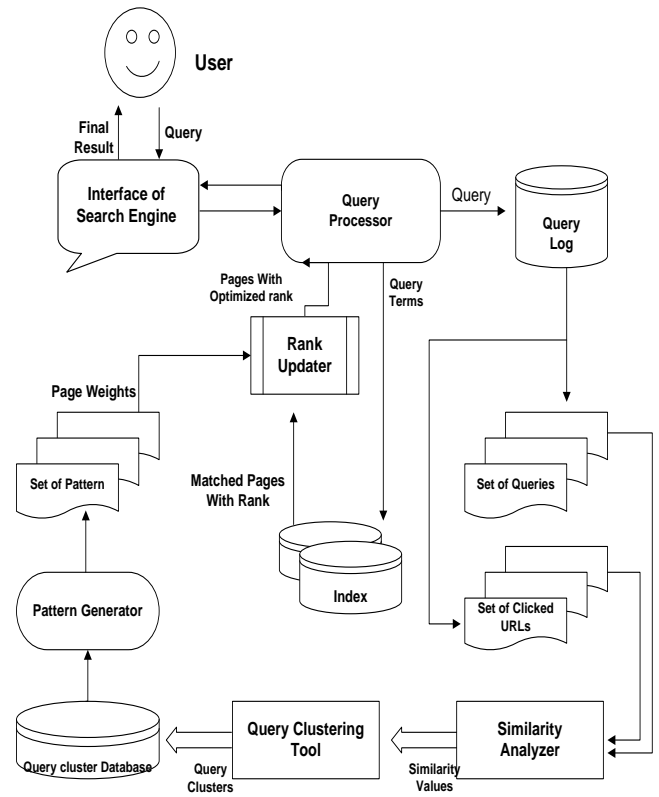 User
Final
Result
Query
Interface of
Search Engine
Query
Processor
Query
Query
Log
Pages With
Optimized rank
Query
Terms
Rank
Updater
Page Weights
Set of Pattern
Matched Pages
With Rank
Set of Queries
Index
Pattern Generator
Set of Clicked
URLs
Query cluster Database
Query
Clusters
Query Clustering
Tool
Similarity
Values
Similarity
Analyzer